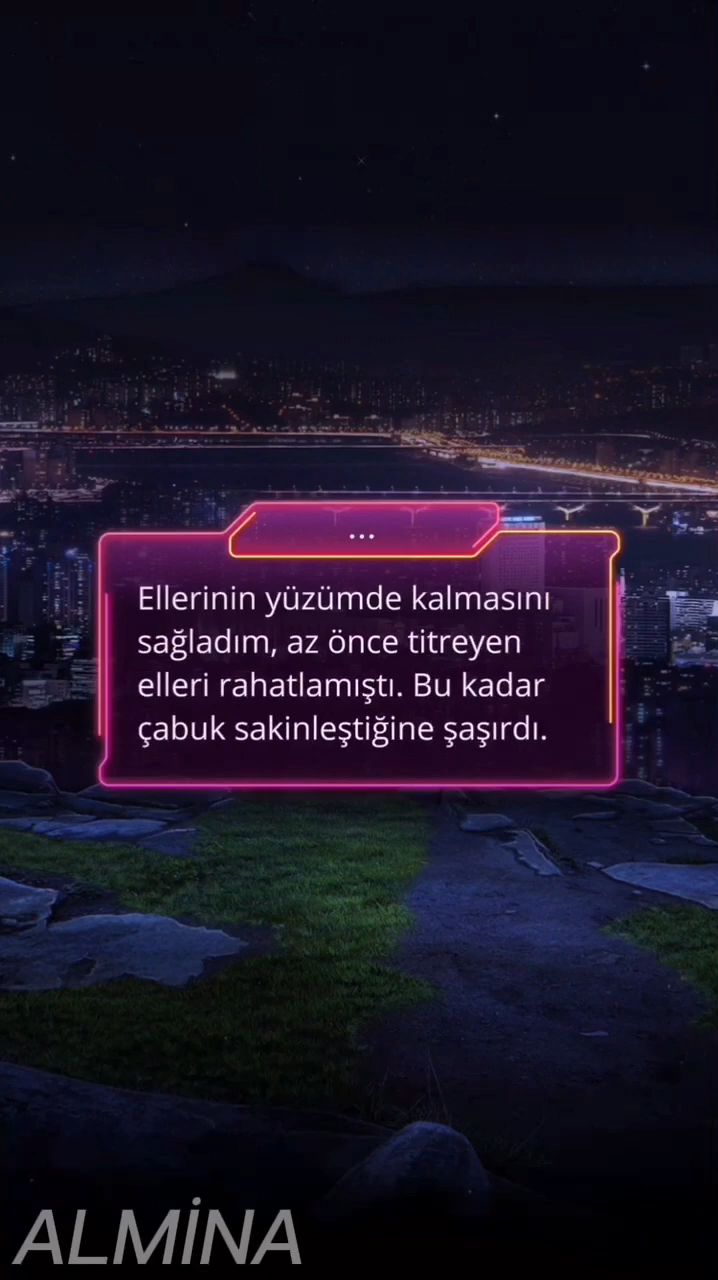 ...
Ellerinin yüzümde kalmasını
sağladım, az önce titreyen
elleri rahatlamıştı. Bu kadar
çabuk sakinleştiğine şaşırdı.
ALMİNA